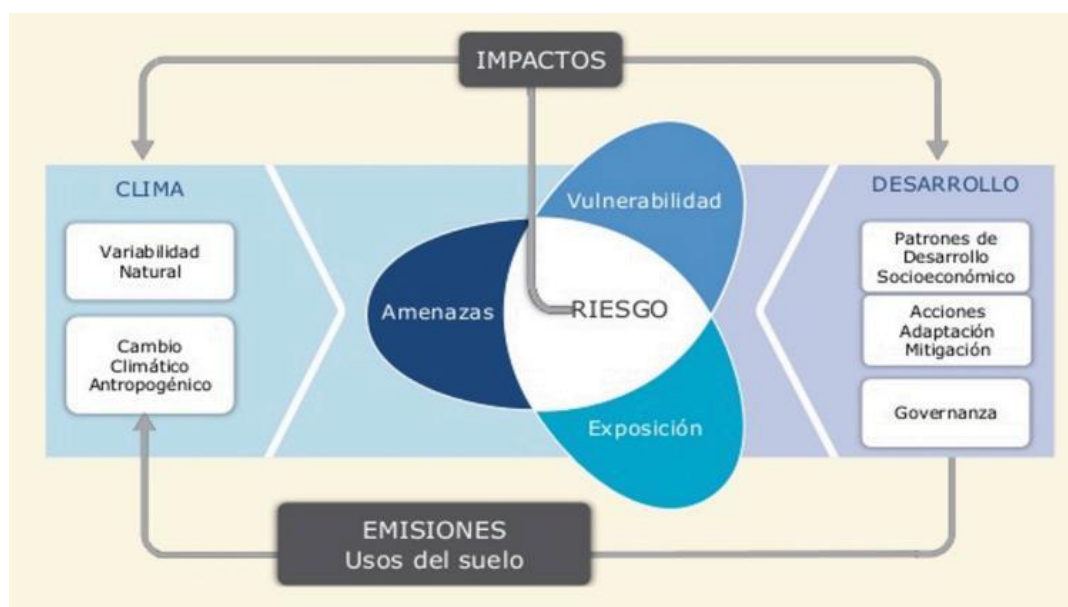 IMPACTOS
CLIMA
Variabilidad
Natural
Cambio
Climático
Antropogénico
Vulnerabilidad
Amenazas
RIESGO
Exposición
DESARROLLO
Patrones de
Desarrollo
Socioeconómico
Acciones
Adaptación
Mitigación
Governanza
EMISIONES
Usos del suelo